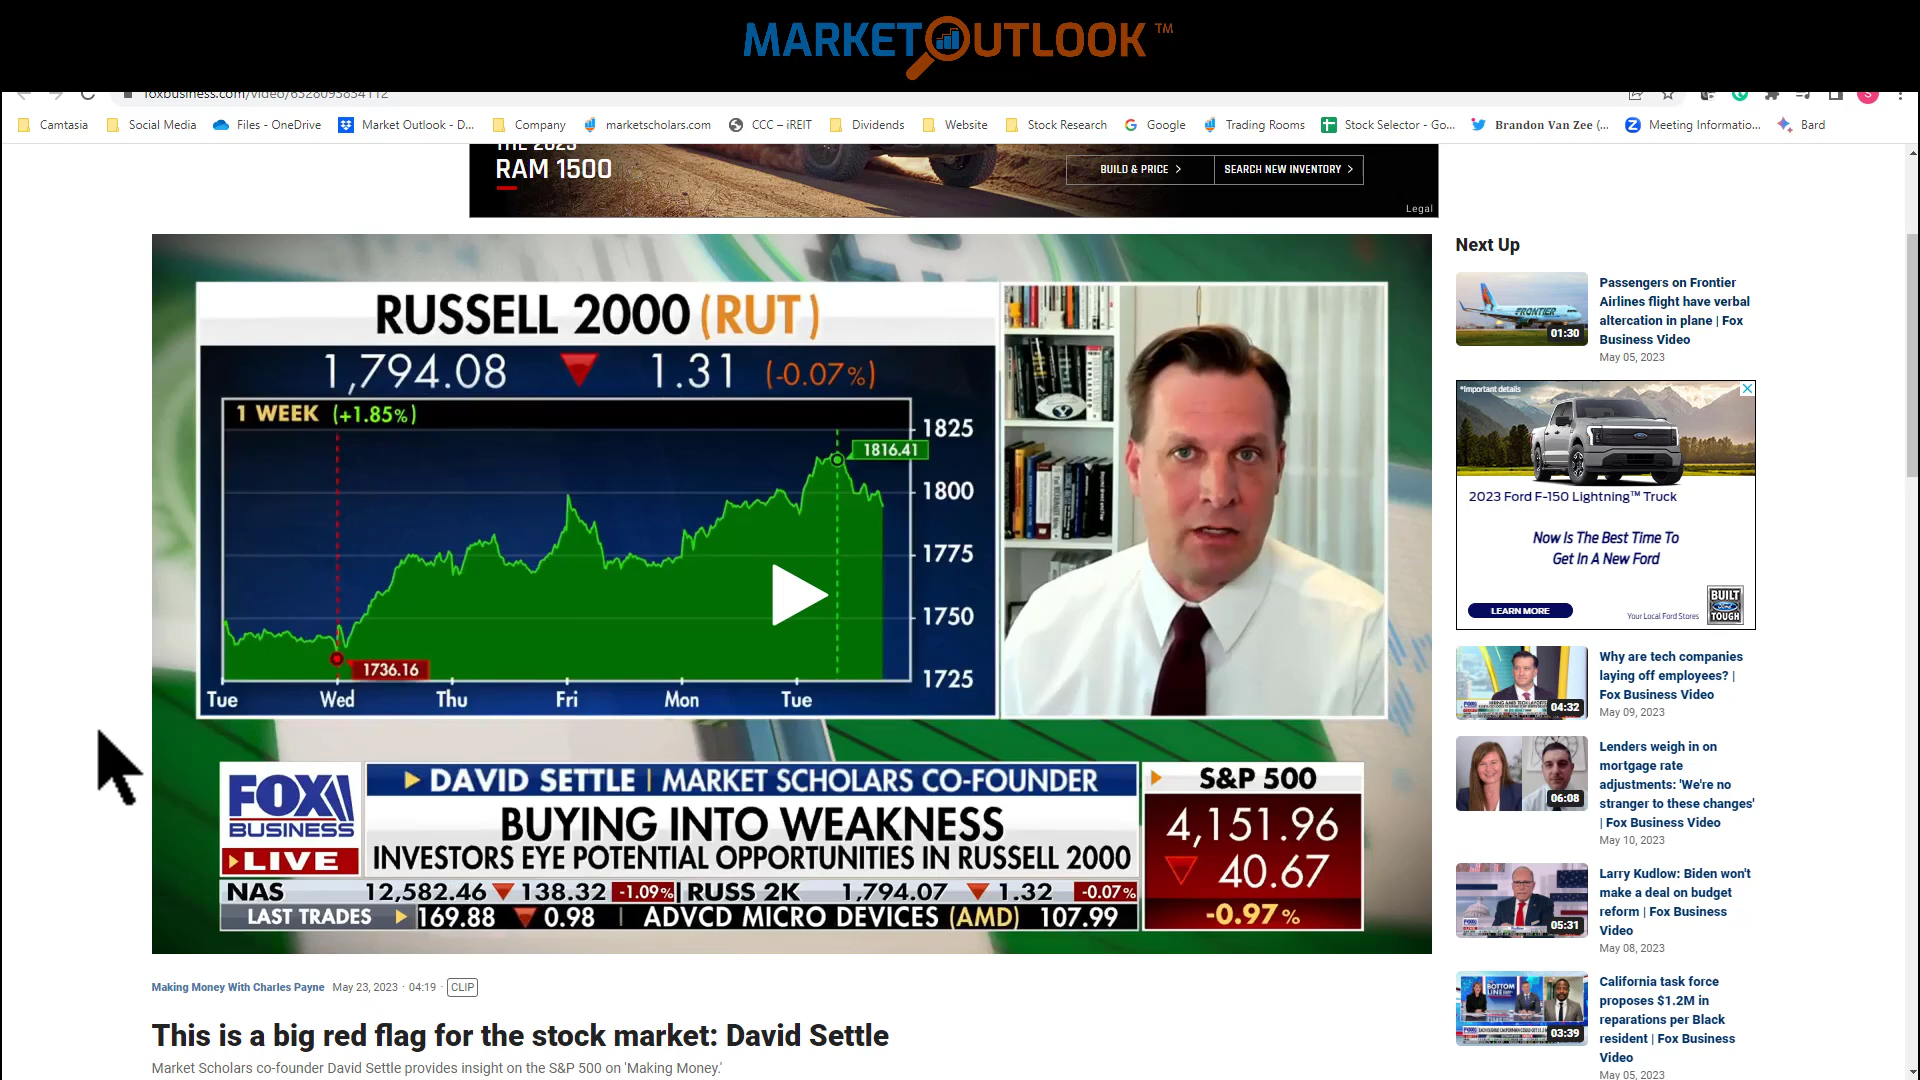 MARKETOUTLOOK™
foxbusiness.com/video/6328093834112
Camtasia
Social Media
Files - OneDrive
Market Outlook - D...
Company
marketscholars.com
CCC – iREIT
Dividends
Website
Stock Research
Google
Trading Rooms
Stock Selector - Go...
Brandon Van Zee (...
Meeting Informatio...
Bard
THE 2023
RAM 1500
BUILD & PRICE >
SEARCH NEW INVENTORY >
Legal
RUSSELL 2000 (RUT)
1,794.08 ▼ 1.31 (-0.07%)
1 WEEK (+1.85%)
1825
1816.41
1800
1775
1750
1736.16
1725
Tue Wed Thu Fri Mon Tue
FOX
BUSINESS
LIVE
DAVID SETTLE | MARKET SCHOLARS CO-FOUNDER
BUYING INTO WEAKNESS
INVESTORS EYE POTENTIAL OPPORTUNITIES IN RUSSELL 2000
S&P 500
4,151.96
▼ 40.67
-0.97%
NAS 12,582.46 ▼ 138.32 -1.09% | RUSS 2K 1,794.07 ▼ 1.32 -0.07%
LAST TRADES 169.88 ▼ 0.98 | ADVCD MICRO DEVICES (AMD) 107.99
Making Money With Charles Payne May 23, 2023 · 04:19 · CLIP
This is a big red flag for the stock market: David Settle
Market Scholars co-founder David Settle provides insight on the S&P 500 on 'Making Money.'
Next Up
FRONTIER
01:30
Passengers on Frontier
Airlines flight have verbal
altercation in plane | Fox
Business Video
May 05, 2023
*Important details
2023 Ford F-150 Lightning™ Truck
Now Is The Best Time To
Get In A New Ford
LEARN MORE
Your Local Ford Stores
BUILT
Ford
TOUGH
04:32
Why are tech companies
laying off employees? |
Fox Business Video
May 09, 2023
06:08
Lenders weigh in on
mortgage rate
adjustments: 'We're no
stranger to these changes'
| Fox Business Video
May 10, 2023
05:31
Larry Kudlow: Biden won't
make a deal on budget
reform | Fox Business
Video
May 08, 2023
BOTTOM
LINE
03:39
California task force
proposes $1.2M in
reparations per Black
resident | Fox Business
Video
May 05, 2023